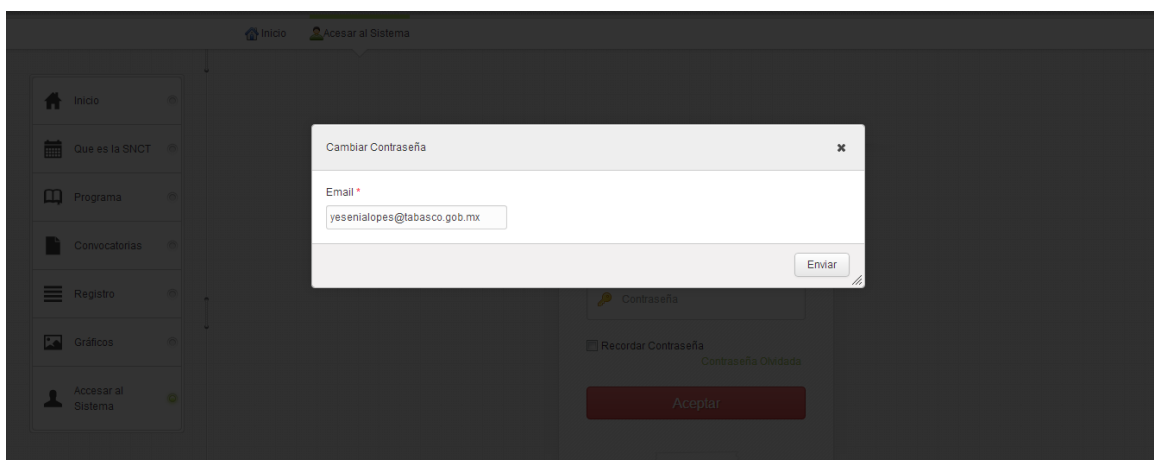 Inicio
Acesar al Sistema
Inicio
Que es la SNCT
Programa
Convocatorias
Registro
Gráficos
Accesar al
Sistema
Cambiar Contraseña
Email *
yesenialopes@tabasco.gob.mx
Enviar
Contraseña
Recordar Contraseña
Contraseña Olvidada
Aceptar